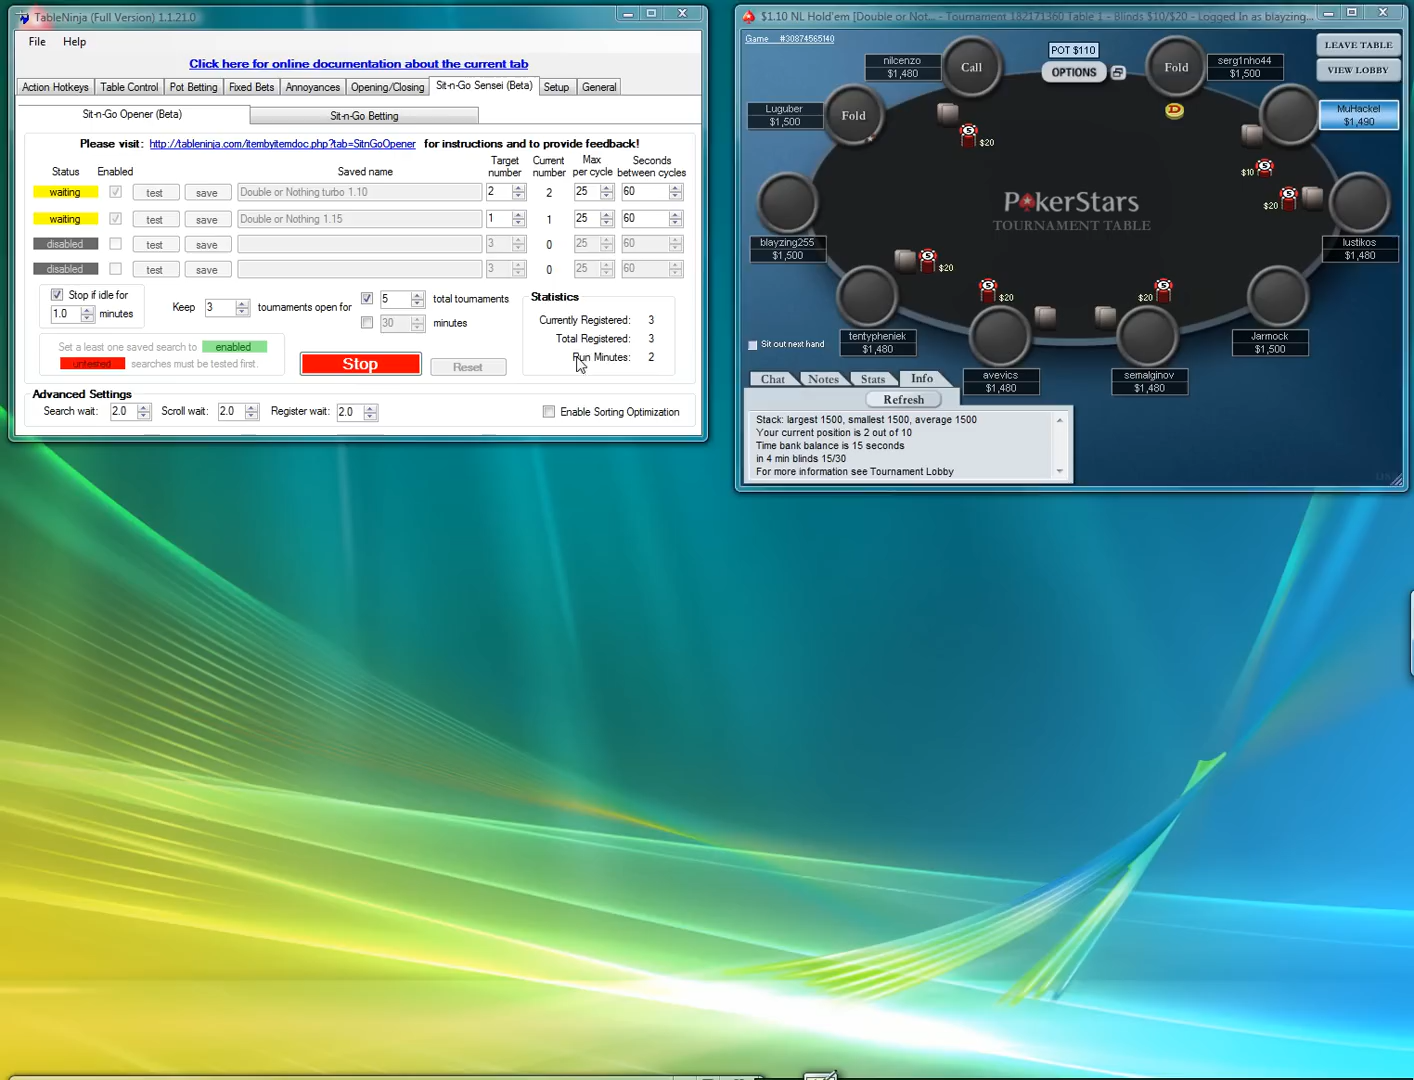 TableNinja (Full Version) 1.1.21.0
File Help
Click here for online documentation about the current tab
Action Hotkeys Table Control Pot Betting Fixed Bets Annoyances Opening/Closing Sit-n-Go Sensei (Beta) Setup General
Sit-n-Go Opener (Beta) Sit-n-Go Betting
Please visit: http://tableninja.com/itembyitemdoc.php?tab=SitnGoOpener for instructions and to provide feedback!
Status Enabled Saved name Target number Current number Max per cycle Seconds between cycles
waiting test save Double or Nothing turbo 1.10 2 2 25 60
waiting test save Double or Nothing 1.15 1 1 25 60
disabled test save 3 0 25 60
disabled test save 3 0 25 60
Stop if idle for
1.0 minutes
Keep 3 tournaments open for 5 total tournaments
30 minutes
Statistics
Currently Registered: 3
Total Registered: 3
Run Minutes: 2
Set a least one saved search to enabled
untested searches must be tested first.
Stop Reset
Advanced Settings
Search wait: 2.0 Scroll wait: 2.0 Register wait: 2.0 Enable Sorting Optimization
$1.10 NL Hold'em [Double or Not... - Tournament 182171360 Table 1 - Blinds $10/$20 - Logged In as blayzing...
Game #30874565140
LEAVE TABLE
VIEW LOBBY
POT $110
OPTIONS
nilcenzo
$1,480
Call
Fold
serg1nho44
$1,500
Luguber
$1,500
Fold
D
MuHackel
$1,490
$20
$10
$20
PokerStars
TOURNAMENT TABLE
blayzing255
$1,500
lustikos
$1,480
$20
$20
$20
tentypheniek
$1,480
Jarmock
$1,500
avevics
$1,480
semalginov
$1,480
Sit out next hand
Chat Notes Stats Info
Refresh
Stack: largest 1500, smallest 1500, average 1500
Your current position is 2 out of 10
Time bank balance is 15 seconds
in 4 min blinds 15/30
For more information see Tournament Lobby